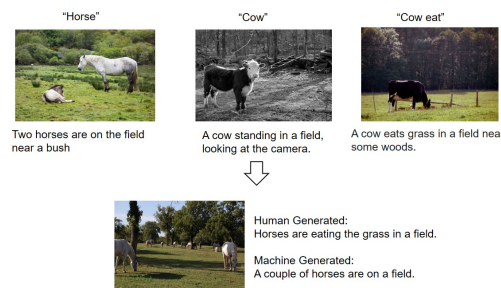 “Horse”
“Cow”
“Cow eat”
Two horses are on the field
near a bush
A cow standing in a field,
looking at the camera.
A cow eats grass in a field nea
some woods.
Human Generated:
Horses are eating the grass in a field.
Machine Generated:
A couple of horses are on a field.